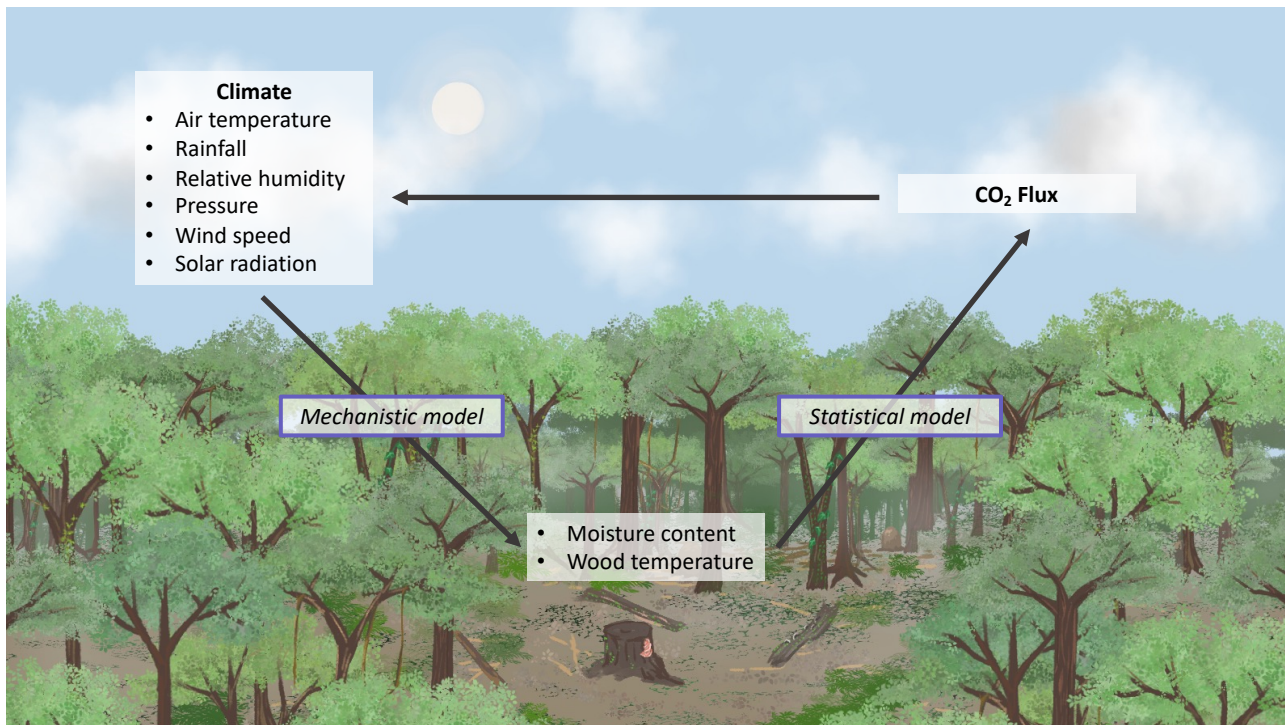 Climate
• Air temperature
• Rainfall
• Relative humidity
• Pressure
• Wind speed
• Solar radiation
CO₂ Flux
Mechanistic model
Statistical model
• Moisture content
• Wood temperature